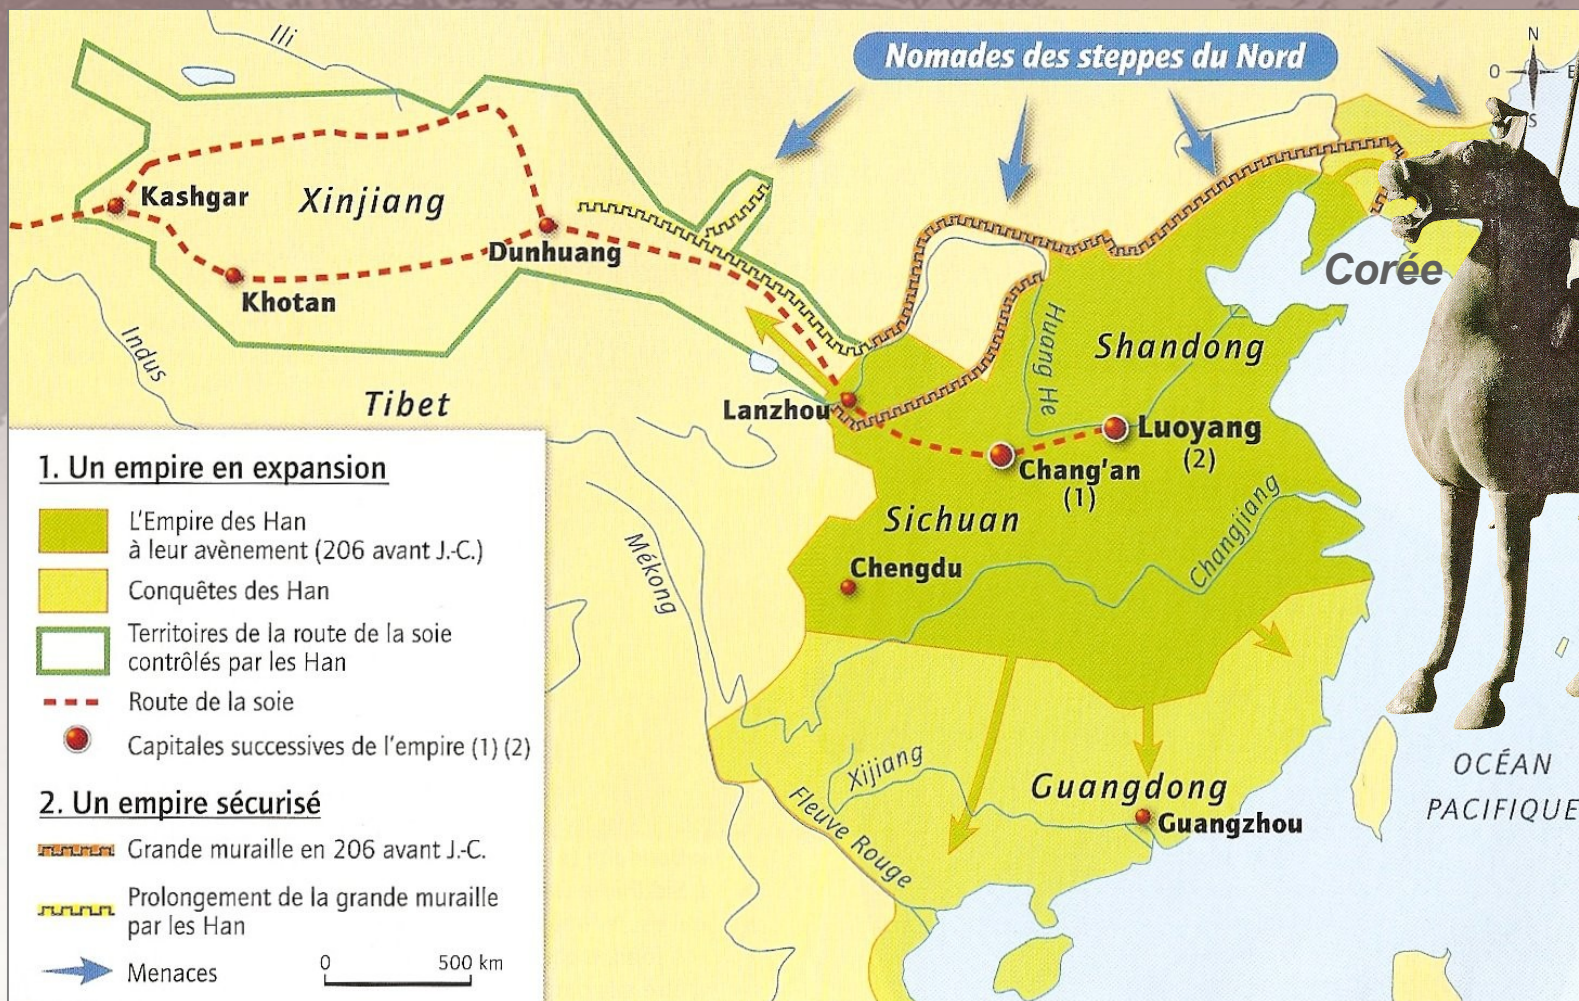 Ili
Nomades des steppes du Nord
N
O
E
S
Kashgar
Xinjiang
Dunhuang
Khotan
Corée
Indus
Huang He
Shandong
Tibet
Lanzhou
Luoyang
(2)
Chang'an
(1)
Sichuan
Changjiang
Chengdu
Mékong
Xijiang
Guangdong
Guangzhou
Fleuve Rouge
OCÉAN
PACIFIQUE
1. Un empire en expansion
L'Empire des Han
à leur avènement (206 avant J.-C.)
Conquêtes des Han
Territoires de la route de la soie
contrôlés par les Han
Route de la soie
Capitales successives de l'empire (1) (2)
2. Un empire sécurisé
Grande muraille en 206 avant J.-C.
Prolongement de la grande muraille
par les Han
Menaces
0 500 km